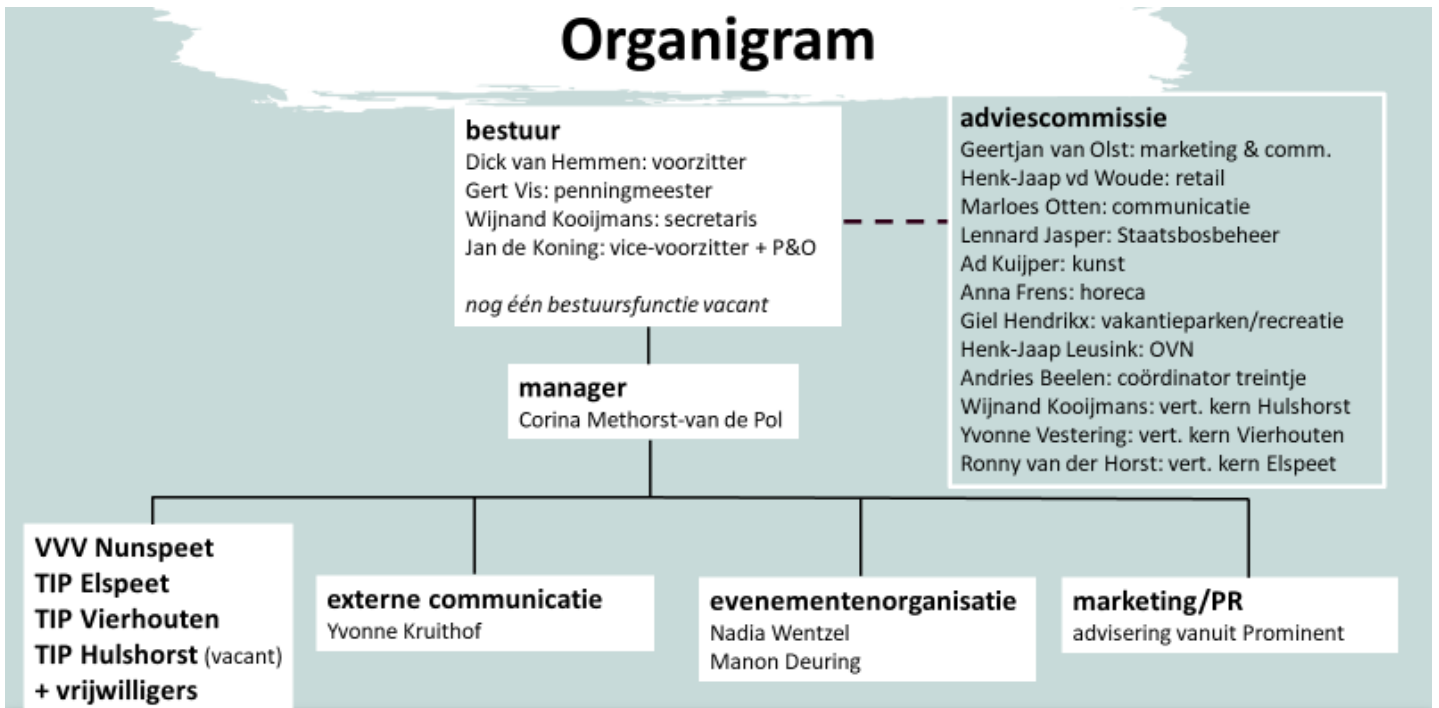 Organigram
bestuur
Dick van Hemmen: voorzitter
Gert Vis: penningmeester
Wijnand Kooijmans: secretaris
Jan de Koning: vice-voorzitter + P&O
nog één bestuursfunctie vacant
adviescommissie
Geertjan van Olst: marketing & comm.
Henk-Jaap vd Woude: retail
Marloes Otten: communicatie
Lennard Jasper: Staatsbosbeheer
Ad Kuijper: kunst
Anna Frens: horeca
Giel Hendrikx: vakantieparken/recreatie
Henk-Jaap Leusink: OVN
Andries Beelen: coördinator treintje
Wijnand Kooijmans: vert. kern Hulshorst
Yvonne Vestering: vert. kern Vierhouten
Ronny van der Horst: vert. kern Elspeet
manager
Corina Methorst-van de Pol
VVV Nunspeet
TIP Elspeet
TIP Vierhouten
TIP Hulshorst (vacant)
+ vrijwilligers
externe communicatie
Yvonne Kruithof
evenementenorganisatie
Nadia Wentzel
Manon Deuring
marketing/PR
advisering vanuit Prominent